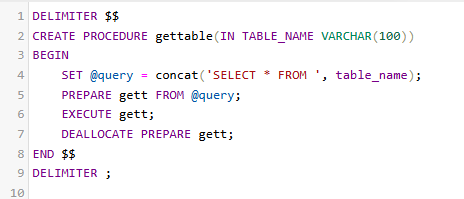 1 DELIMITER $$
2 CREATE PROCEDURE gettable(IN TABLE_NAME VARCHAR(100))
3 BEGIN
4     SET @query = concat('SELECT * FROM ', table_name);
5     PREPARE gett FROM @query;
6     EXECUTE gett;
7     DEALLOCATE PREPARE gett;
8 END $$
9 DELIMITER ;
10